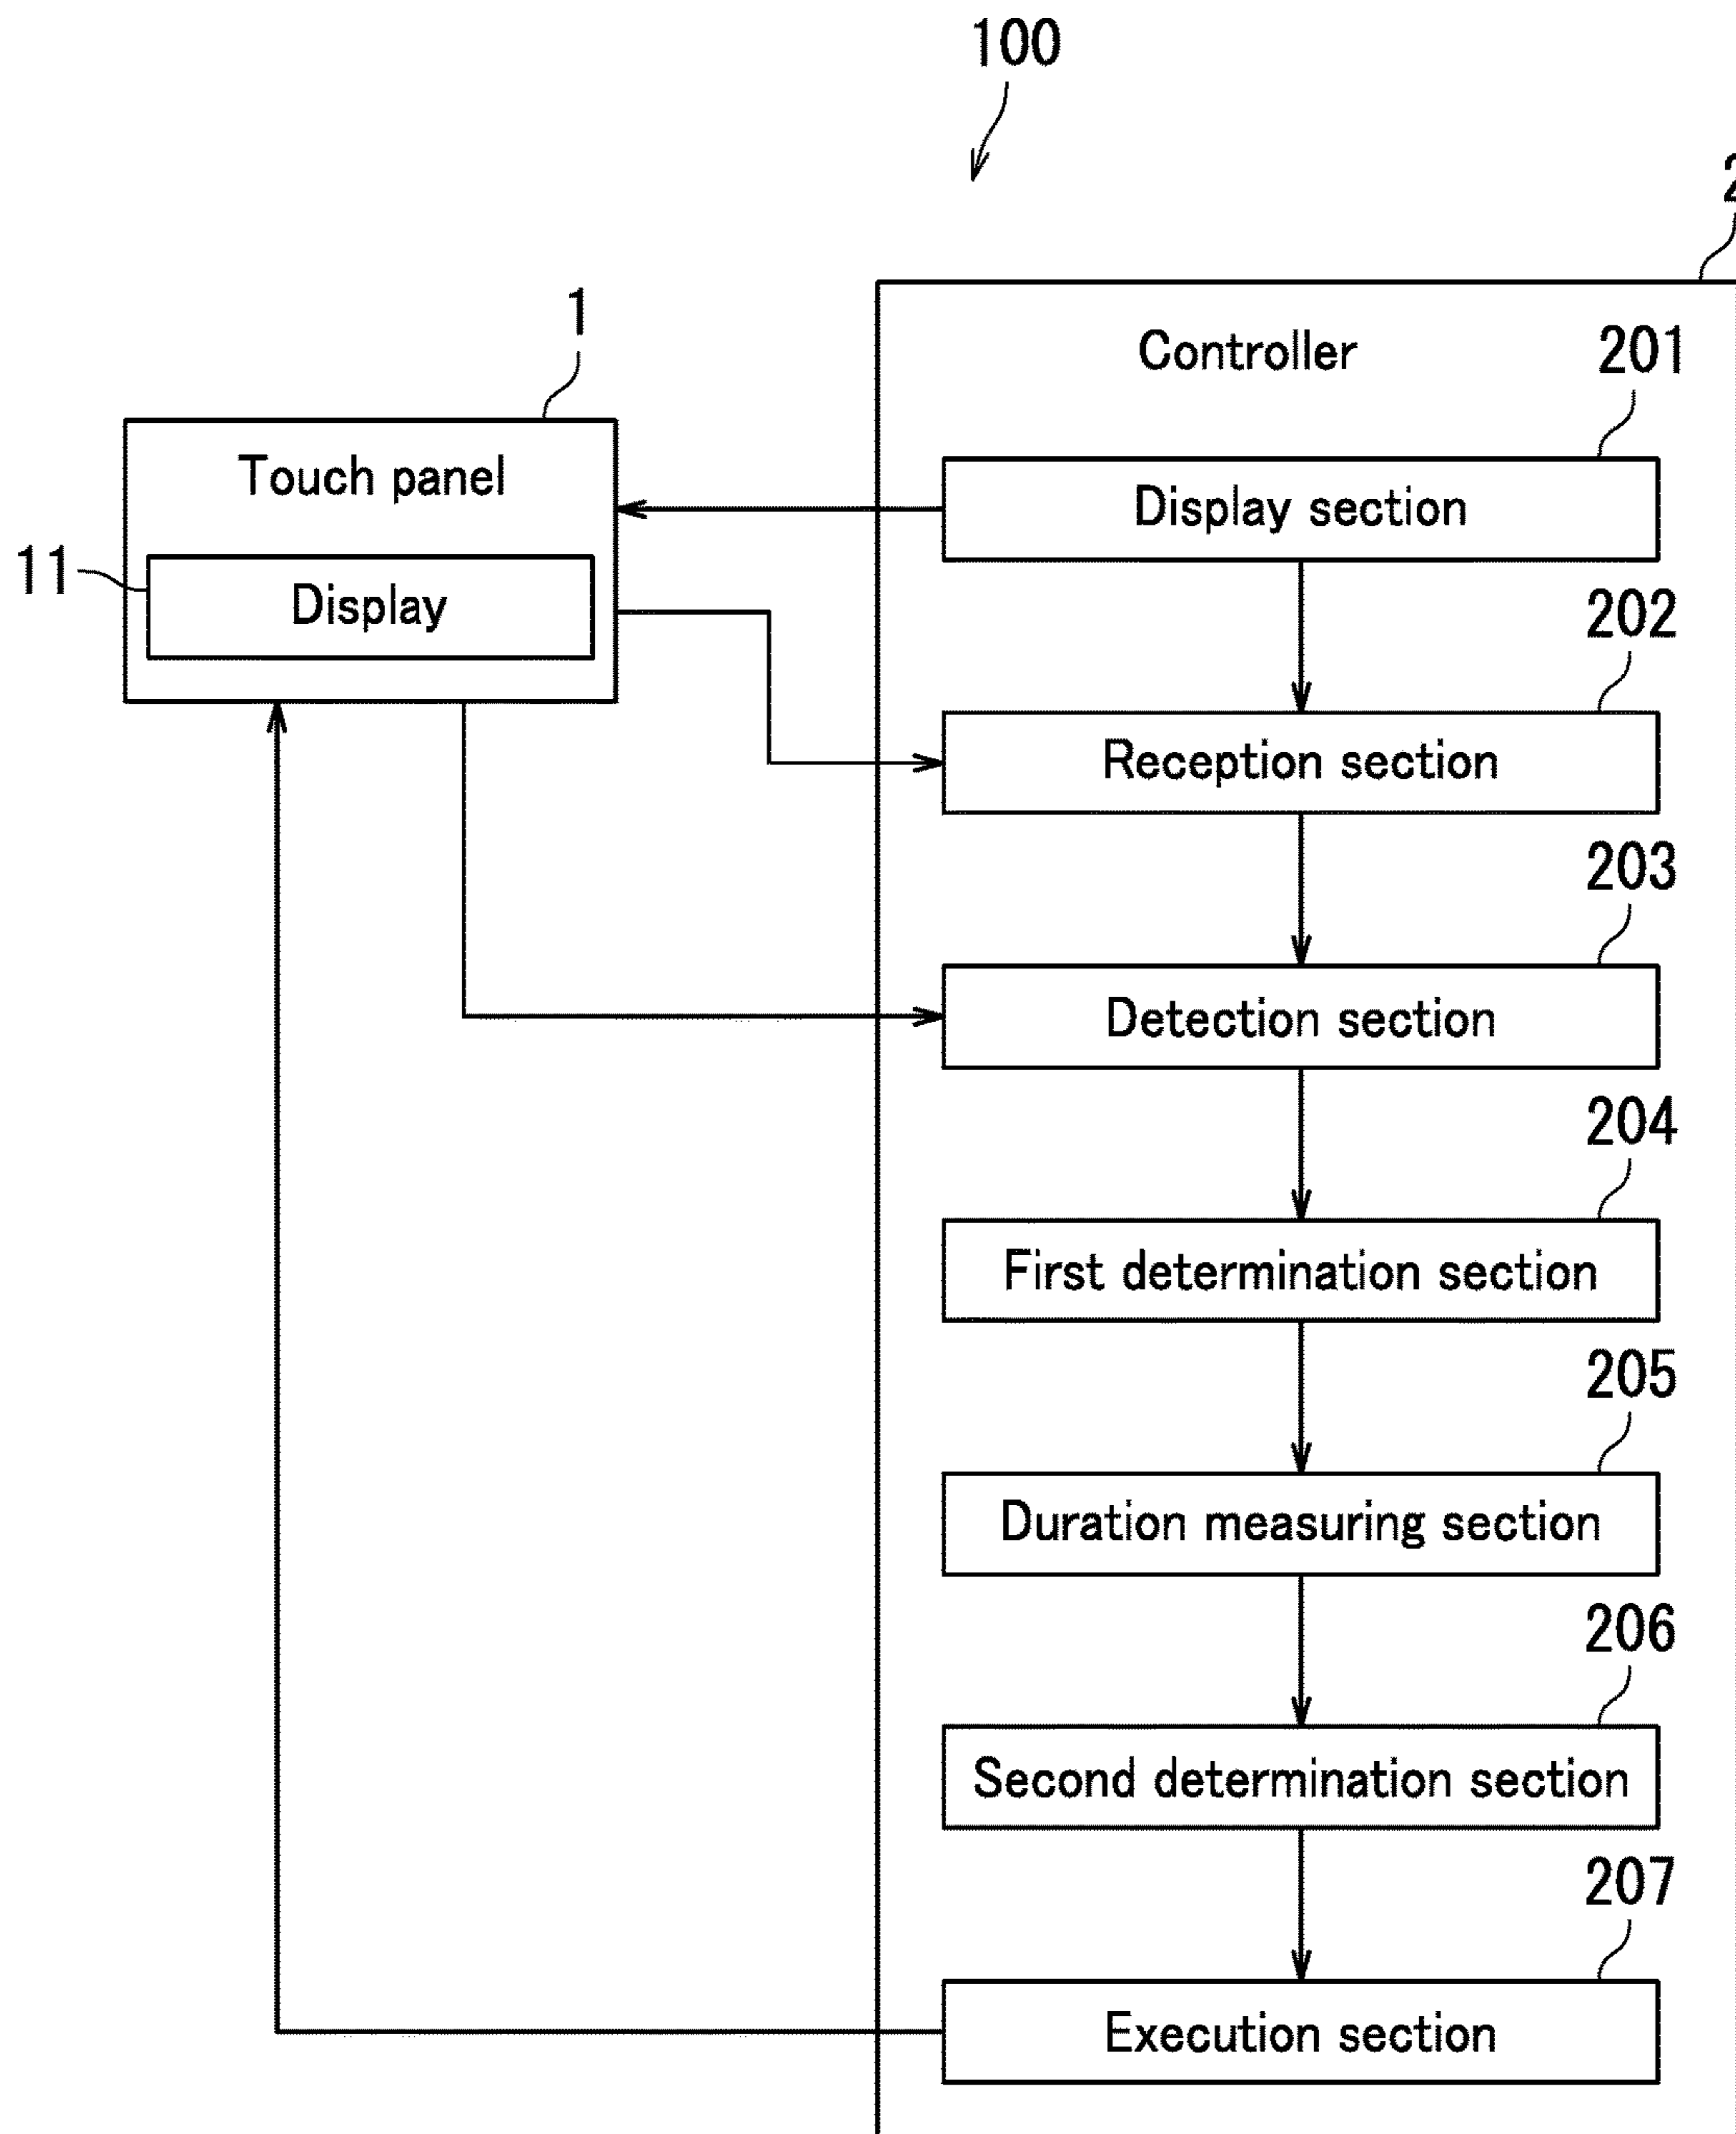 100
2
1
Controller
201
Touch panel
Display section
11
Display
202
Reception section
203
Detection section
204
First determination section
205
Duration measuring section
206
Second determination section
207
Execution section